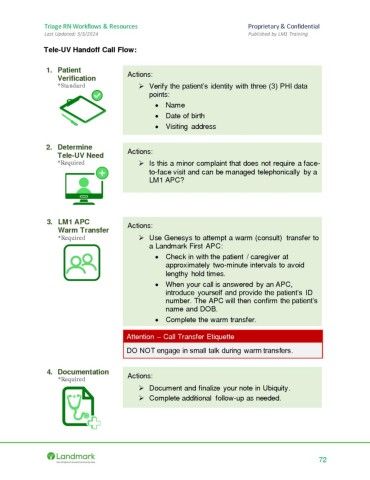 Triage RN Workflows & Resources
Proprietary & Confidential
Last Updated: 5/3/2024
Published by LM1 Training
Tele-UV Handoff Call Flow:
1. Patient
Verification
*Standard
Actions:
➢ Verify the patient's identity with three (3) PHI data
points:
• Name
• Date of birth
• Visiting address
2. Determine
Tele-UV Need
*Required
Actions:
➢ Is this a minor complaint that does not require a face-
to-face visit and can be managed telephonically by a
LM1 APC?
3. LM1 APC
Warm Transfer
*Required
Actions:
➢ Use Genesys to attempt a warm (consult) transfer to
a Landmark First APC:
• Check in with the patient / caregiver at
approximately two-minute intervals to avoid
lengthy hold times.
• When your call is answered by an APC,
introduce yourself and provide the patient's ID
number. The APC will then confirm the patient's
name and DOB.
• Complete the warm transfer.
Attention – Call Transfer Etiquette
DO NOT engage in small talk during warm transfers.
4. Documentation
*Required
Actions:
➢ Document and finalize your note in Ubiquity.
➢ Complete additional follow-up as needed.
Landmark
72